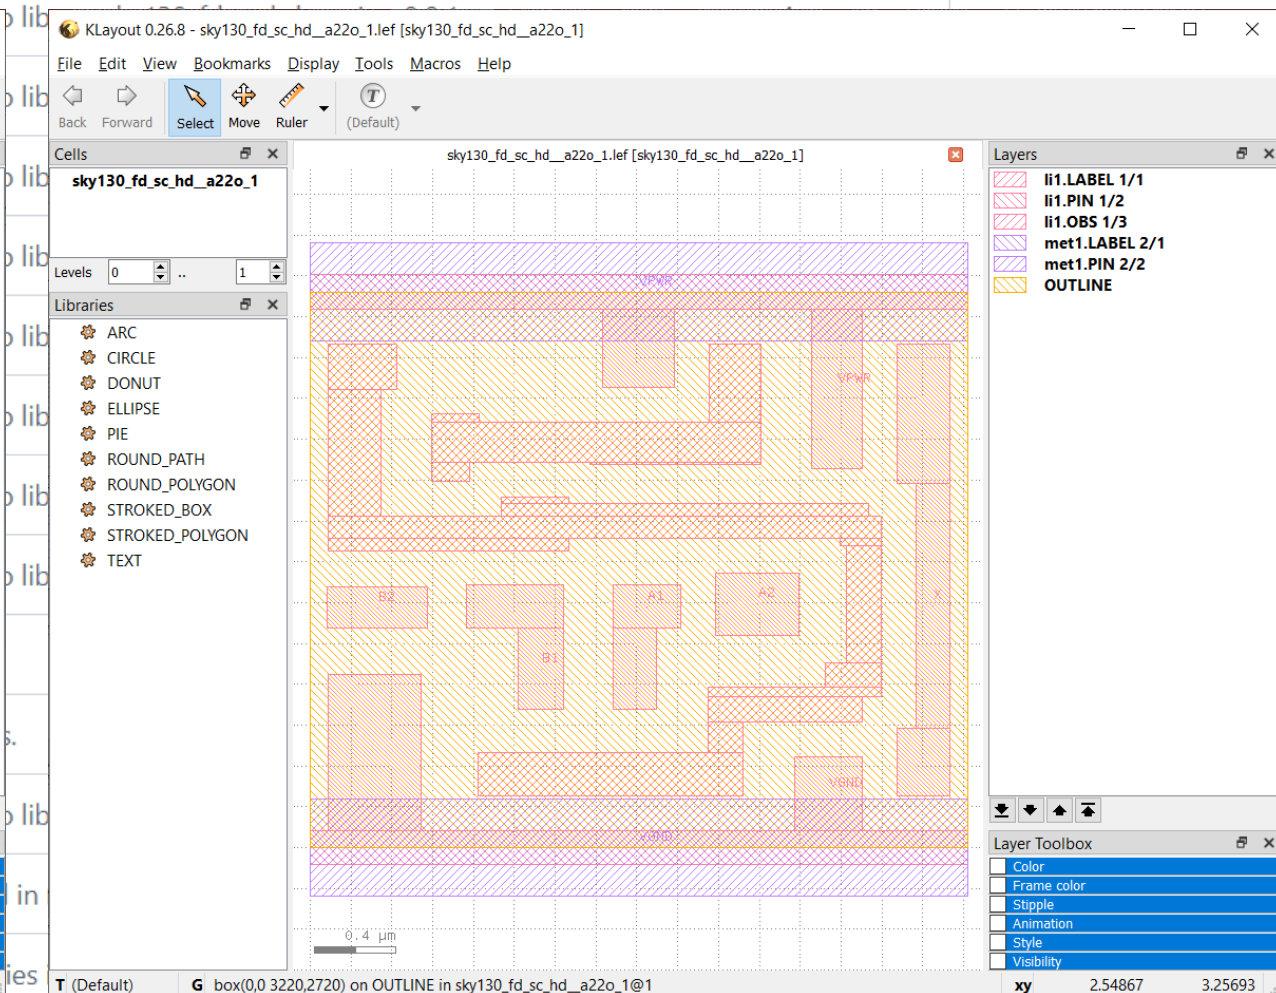 KLayout 0.26.8 - sky130_fd_sc_hd__a22o_1.lef [sky130_fd_sc_hd__a22o_1]
File Edit View Bookmarks Display Tools Macros Help
Back Forward Select Move Ruler T (Default)
Cells
sky130_fd_sc_hd__a22o_1
Levels 0 .. 1
Libraries
ARC
CIRCLE
DONUT
ELLIPSE
PIE
ROUND_PATH
ROUND_POLYGON
STROKED_BOX
STROKED_POLYGON
TEXT
sky130_fd_sc_hd__a22o_1.lef [sky130_fd_sc_hd__a22o_1]
VPWR
VPWR
B2
A1
A2
X
B1
VGND
VGND
0.4 µm
Layers
li1.LABEL 1/1
li1.PIN 1/2
li1.OBS 1/3
met1.LABEL 2/1
met1.PIN 2/2
OUTLINE
Layer Toolbox
Color
Frame color
Stipple
Animation
Style
Visibility
T (Default) G box(0,0 3220,2720) on OUTLINE in sky130_fd_sc_hd__a22o_1@1 xy 2.54867 3.25693